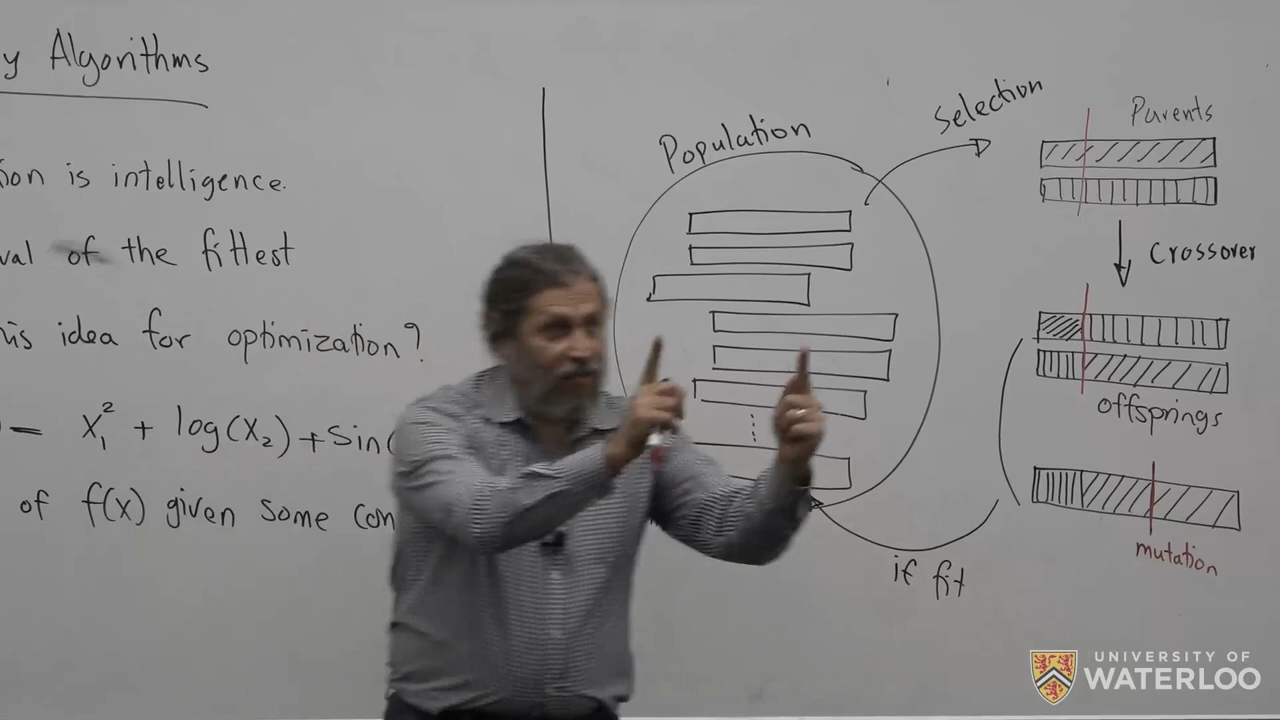 y Algorithms
ion is intelligence.
val of the fittest
his idea for optimization?
) = x₁² + log(x₂) + sin(
of f(x) given some con
Population
Selection
Parents
Crossover
offsprings
mutation
if fit
UNIVERSITY OF
WATERLOO